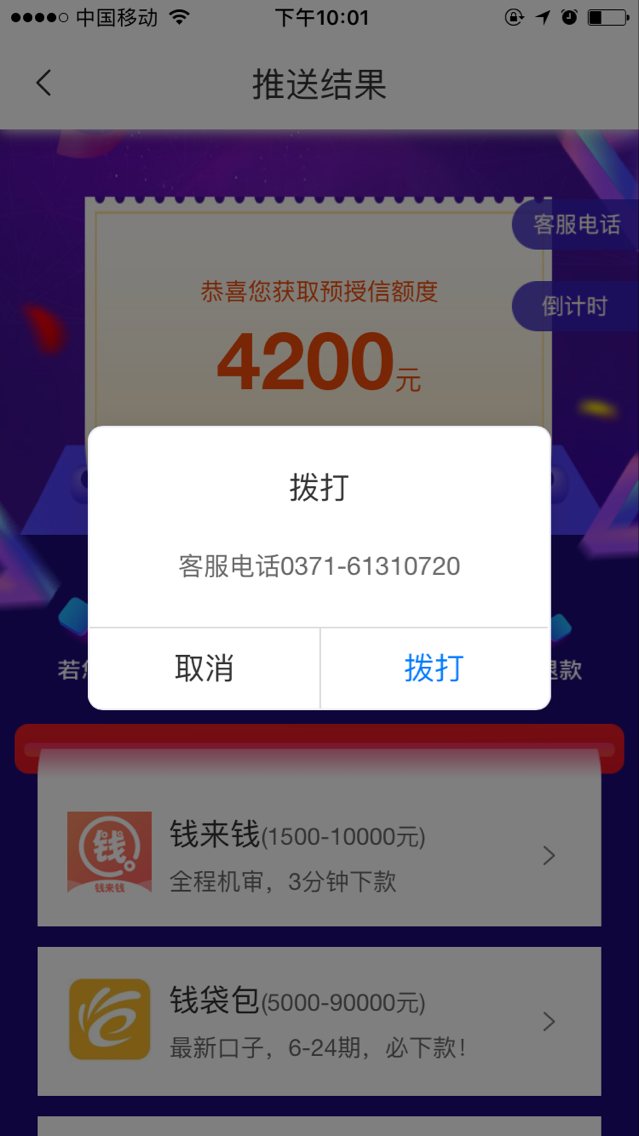 中国移动
下午10:01
推送结果
客服电话
恭喜您获取预授信额度
倒计时
4200元
拨打
客服电话0371-61310720
取消
拨打
若
退款
钱来钱(1500-10000元)
全程机审，3分钟下款
钱
钱来钱
钱袋包(5000-90000元)
最新口子，6-24期，必下款！